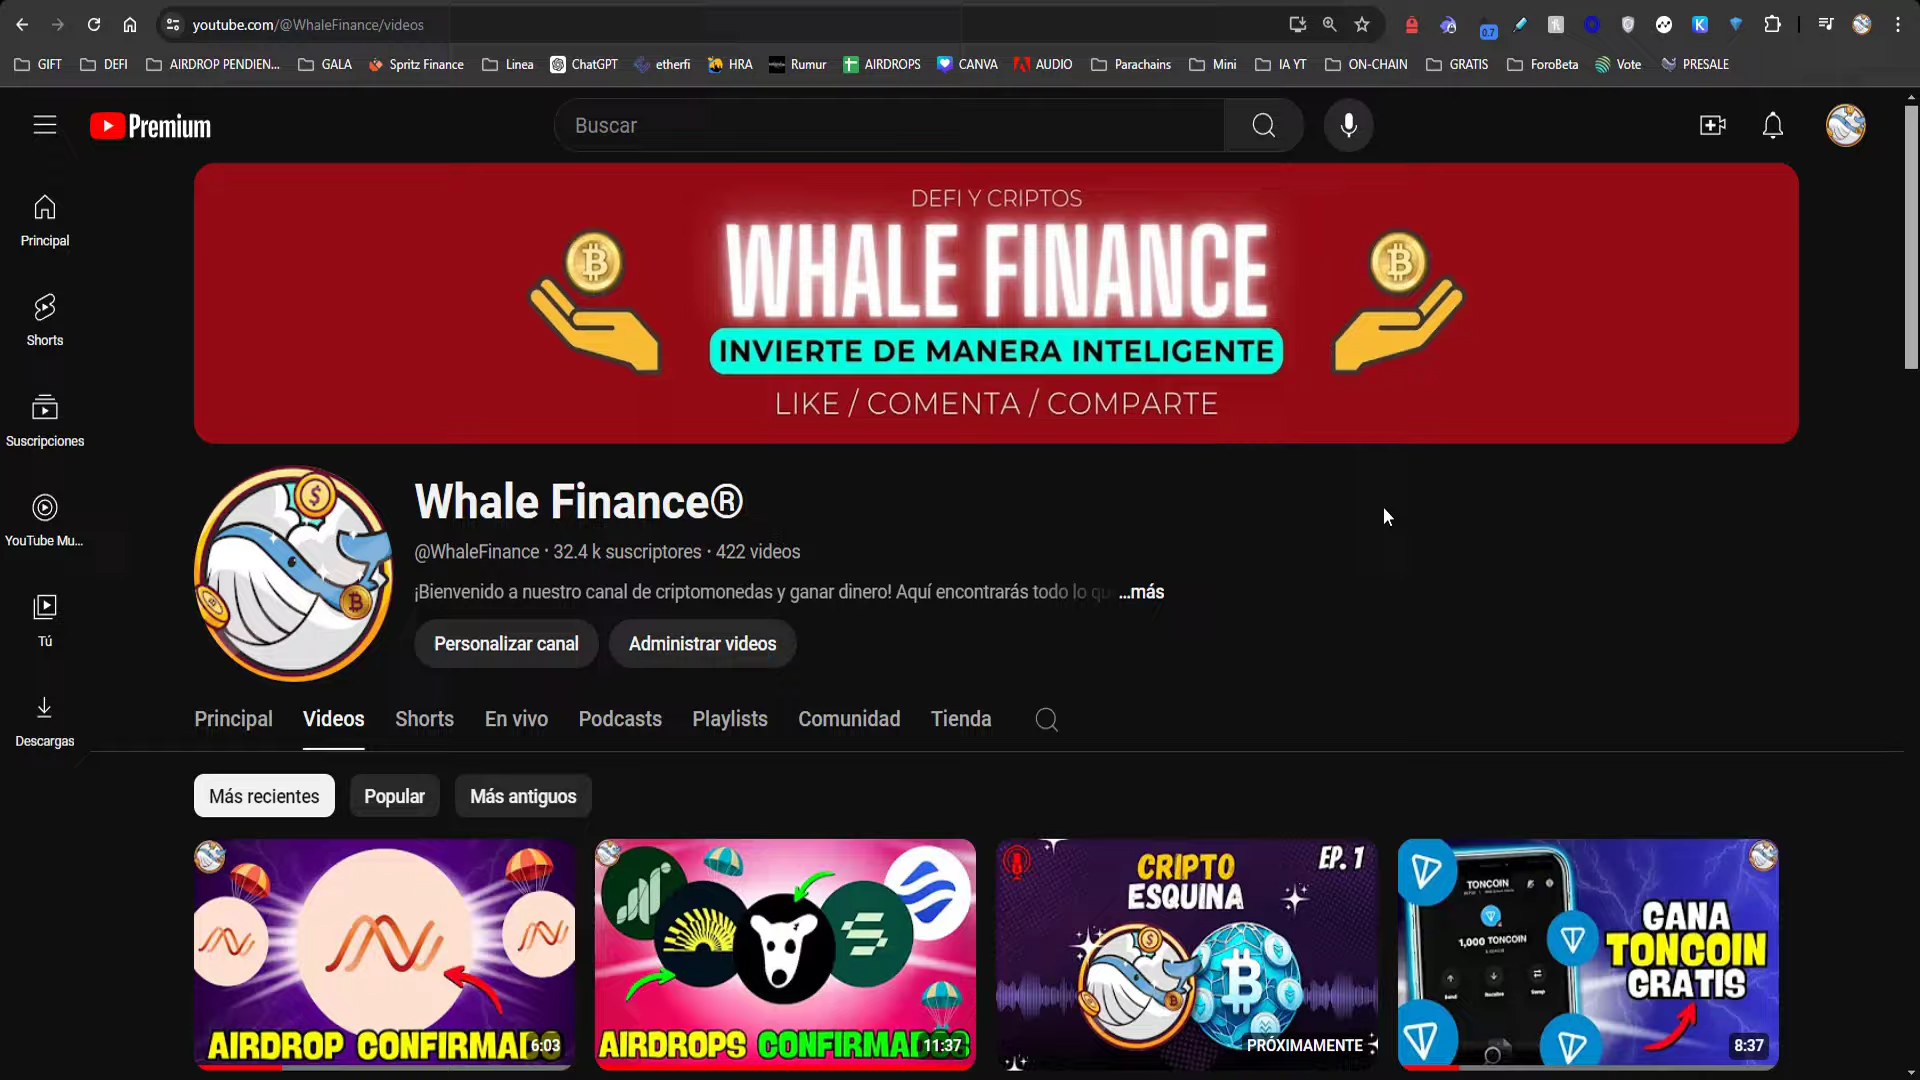 youtube.com/@WhaleFinance/videos
0.7
GIFT
DEFI
AIRDROP PENDIEN...
GALA
Spritz Finance
Linea
ChatGPT
etherfi
HRA
Rumur
AIRDROPS
CANVA
AUDIO
Parachains
Mini
IA YT
ON-CHAIN
GRATIS
ForoBeta
Vote
PRESALE
Premium
Buscar
Principal
Shorts
Suscripciones
YouTube Mu...
Tú
Descargas
DEFI Y CRIPTOS
WHALE FINANCE
INVIERTE DE MANERA INTELIGENTE
LIKE / COMENTA / COMPARTE
Whale Finance®
@WhaleFinance · 32.4 k suscriptores · 422 videos
¡Bienvenido a nuestro canal de criptomonedas y ganar dinero! Aquí encontrarás todo lo qu ...más
Personalizar canal
Administrar videos
Principal
Videos
Shorts
En vivo
Podcasts
Playlists
Comunidad
Tienda
Más recientes
Popular
Más antiguos
AIRDROP CONFIRMADO
6:03
AIRDROPS CONFIRMADOS
11:37
CRIPTO
ESQUINA
EP. 1
PRÓXIMAMENTE
TONCOIN
1,000 TONCOIN
GANA
TONCOIN
GRATIS
8:37